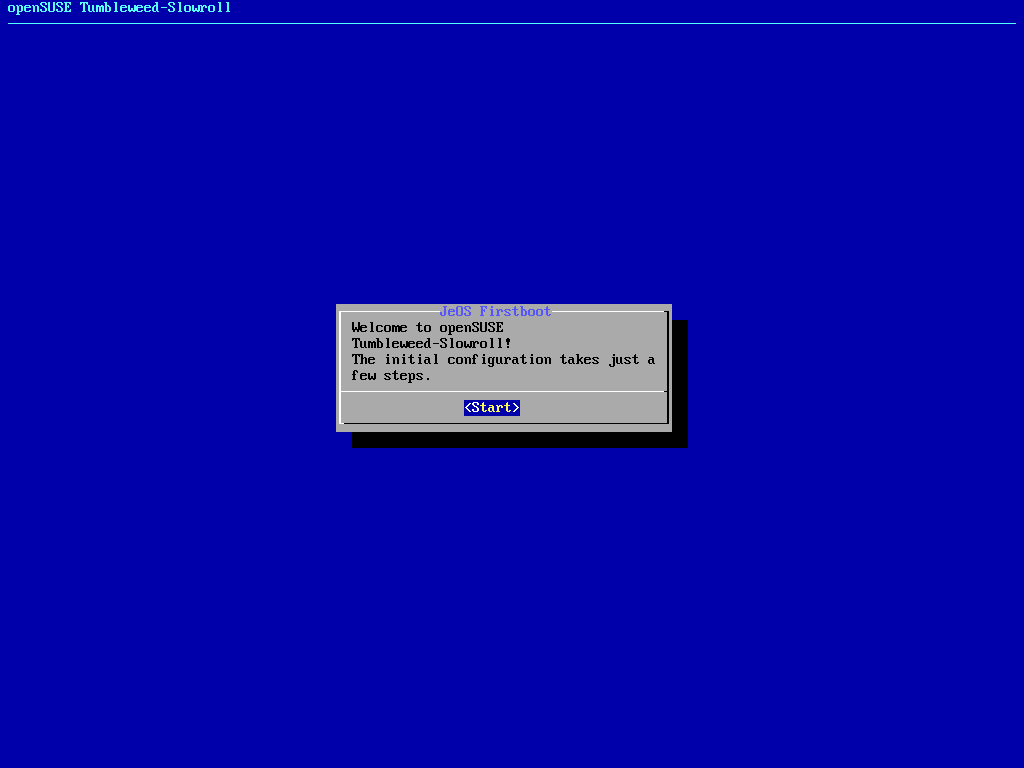 openSUSE Tumbleweed-Slowroll
JeOS Firstboot
Welcome to openSUSE
Tumbleweed-Slowroll!
The initial configuration takes just a
few steps.
<Start>